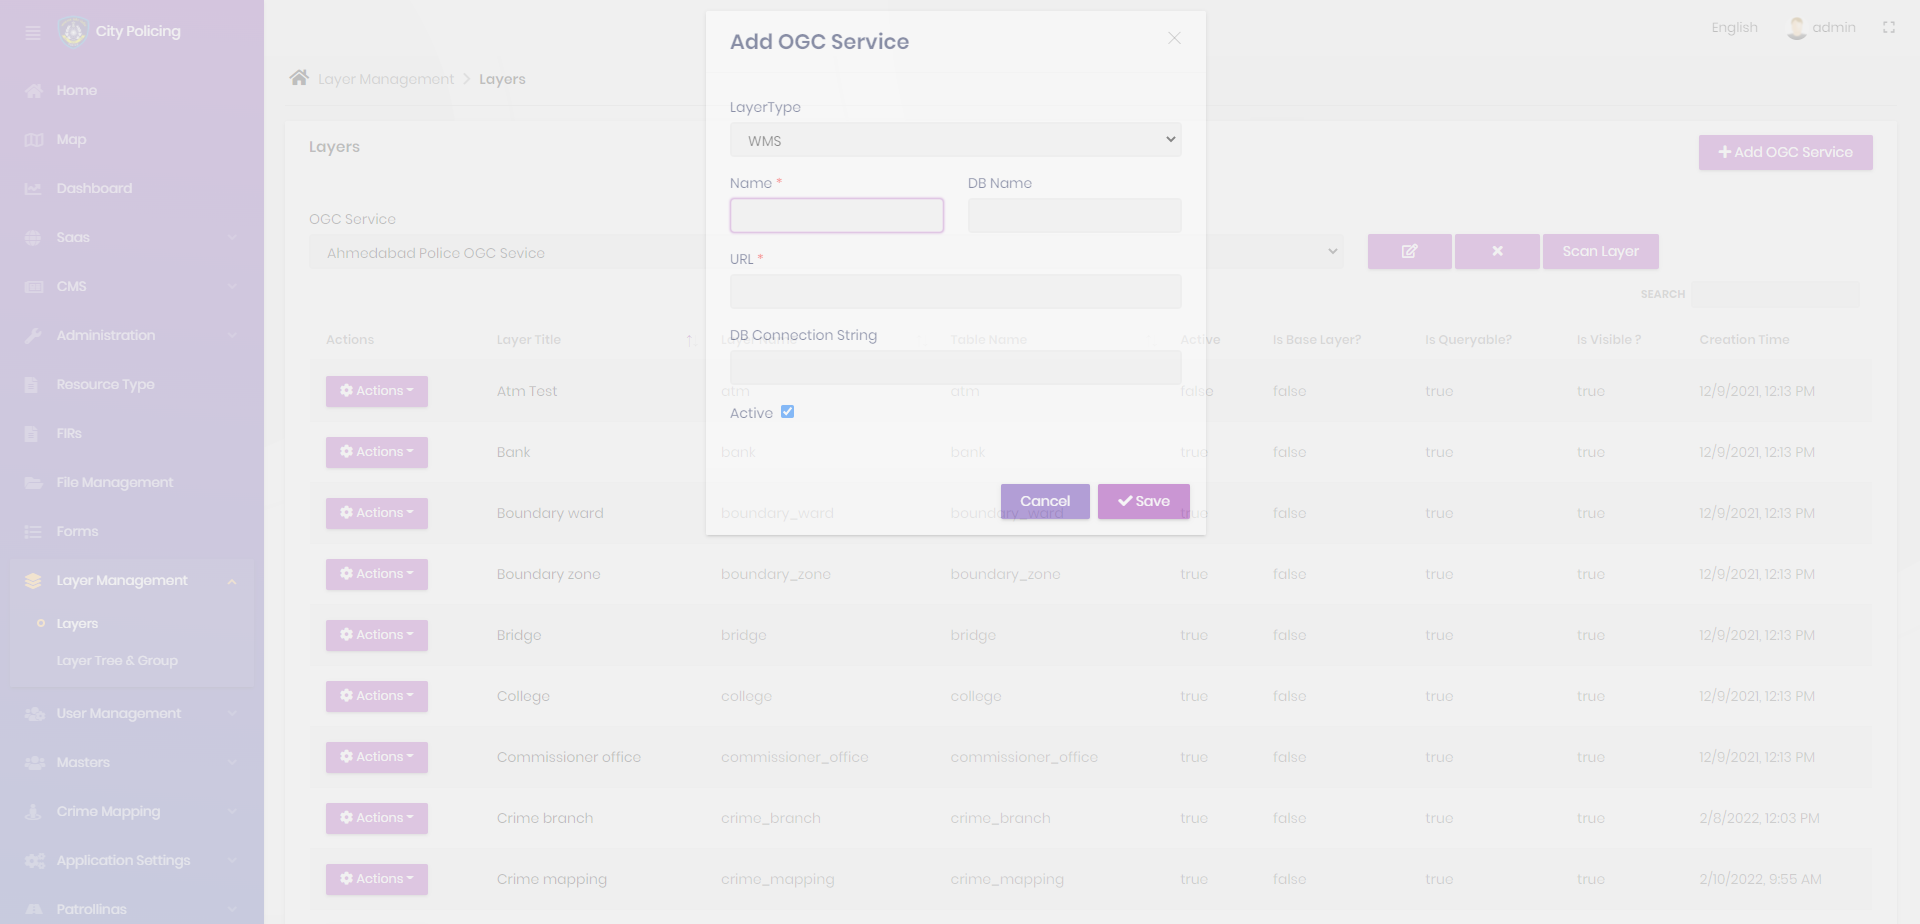 City Policing
English
admin
Home
Map
Dashboard
Saas
CMS
Administration
Resource Type
FIRs
File Management
Forms
Layer Management
Layers
Layer Tree & Group
User Management
Masters
Crime Mapping
Application Settings
Patrollings
Layer Management > Layers
Layers
Add OGC Service
OGC Service
Ahmedabad Police OGC Sevice
Scan Layer
SEARCH
Actions Layer Title Layer Name Table Name Active Is Base Layer? Is Queryable? Is Visible ? Creation Time
Actions Atm Test atm atm false false true true 12/9/2021, 12:13 PM
Actions Bank bank bank true false true true 12/9/2021, 12:13 PM
Actions Boundary ward boundary_ward boundary_ward true false true true 12/9/2021, 12:13 PM
Actions Boundary zone boundary_zone boundary_zone true false true true 12/9/2021, 12:13 PM
Actions Bridge bridge bridge true false true true 12/9/2021, 12:13 PM
Actions College college college true false true true 12/9/2021, 12:13 PM
Actions Commissioner office commissioner_office commissioner_office true false true true 12/9/2021, 12:13 PM
Actions Crime branch crime_branch crime_branch true false true true 2/8/2022, 12:03 PM
Actions Crime mapping crime_mapping crime_mapping true false true true 2/10/2022, 9:55 AM
Add OGC Service
LayerType
WMS
Name * DB Name
URL *
DB Connection String
Active
Cancel Save